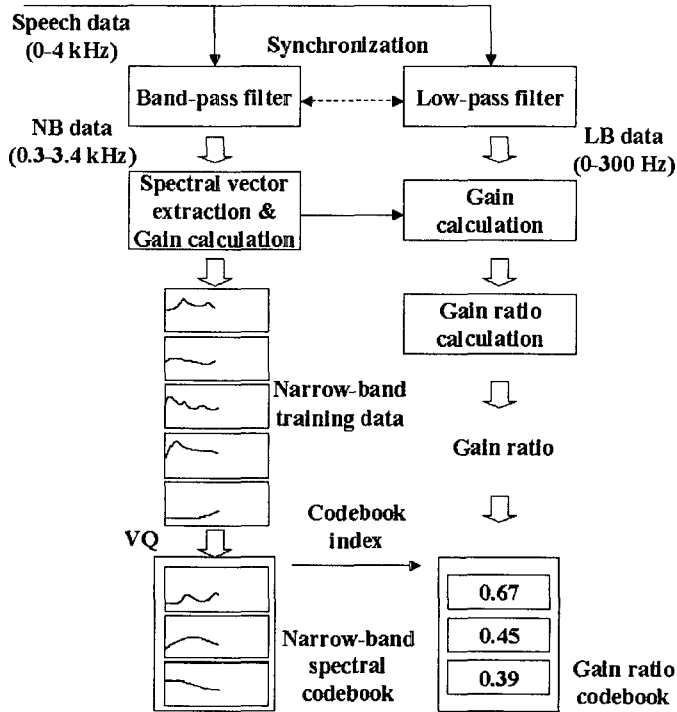 Speech data
(0-4 kHz)
Synchronization
Band-pass filter
Low-pass filter
NB data
(0.3-3.4 kHz)
LB data
(0-300 Hz)
Spectral vector
extraction &
Gain calculation
Gain
calculation
Gain ratio
calculation
Narrow-band
training data
Gain ratio
VQ
Codebook
index
Narrow-band
spectral
codebook
0.67
0.45
0.39
Gain ratio
codebook